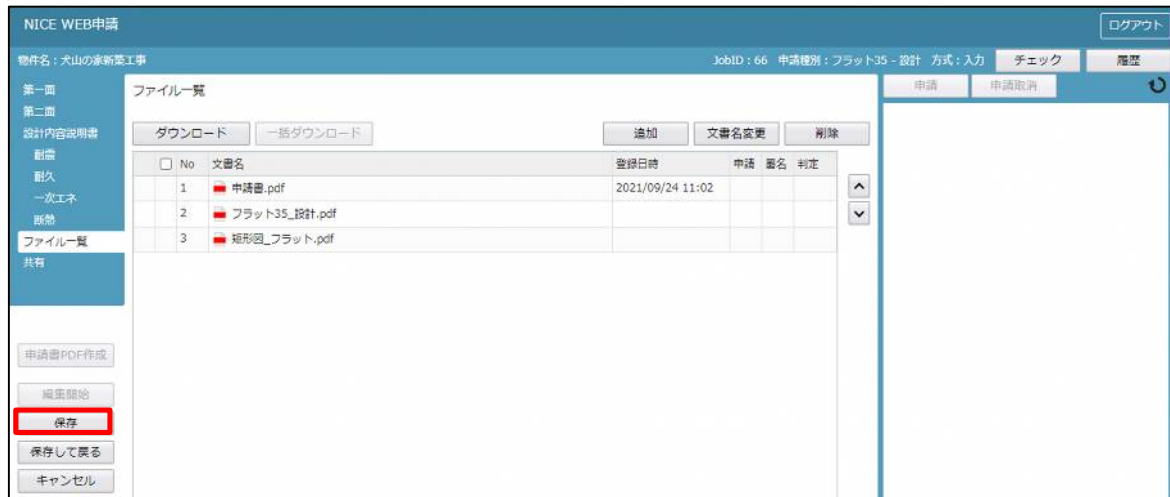 NICE WEB申請
ログアウト
物件名：犬山の家新築工事
JobID：66 申請種別：フラット35 - 設計 方式：入力
チェック
履歴
第一面
第二面
設計内容説明書
耐震
耐久
一次エネ
断熱
ファイル一覧
共有
ファイル一覧
申請
申請取消
ダウンロード
一括ダウンロード
追加
文書名変更
削除
No 文書名 登録日時 申請 署名 判定
1 申請書.pdf 2021/09/24 11:02
2 フラット35_設計.pdf
3 矩形図_フラット.pdf
申請書PDF作成
編集開始
保存
保存して戻る
キャンセル